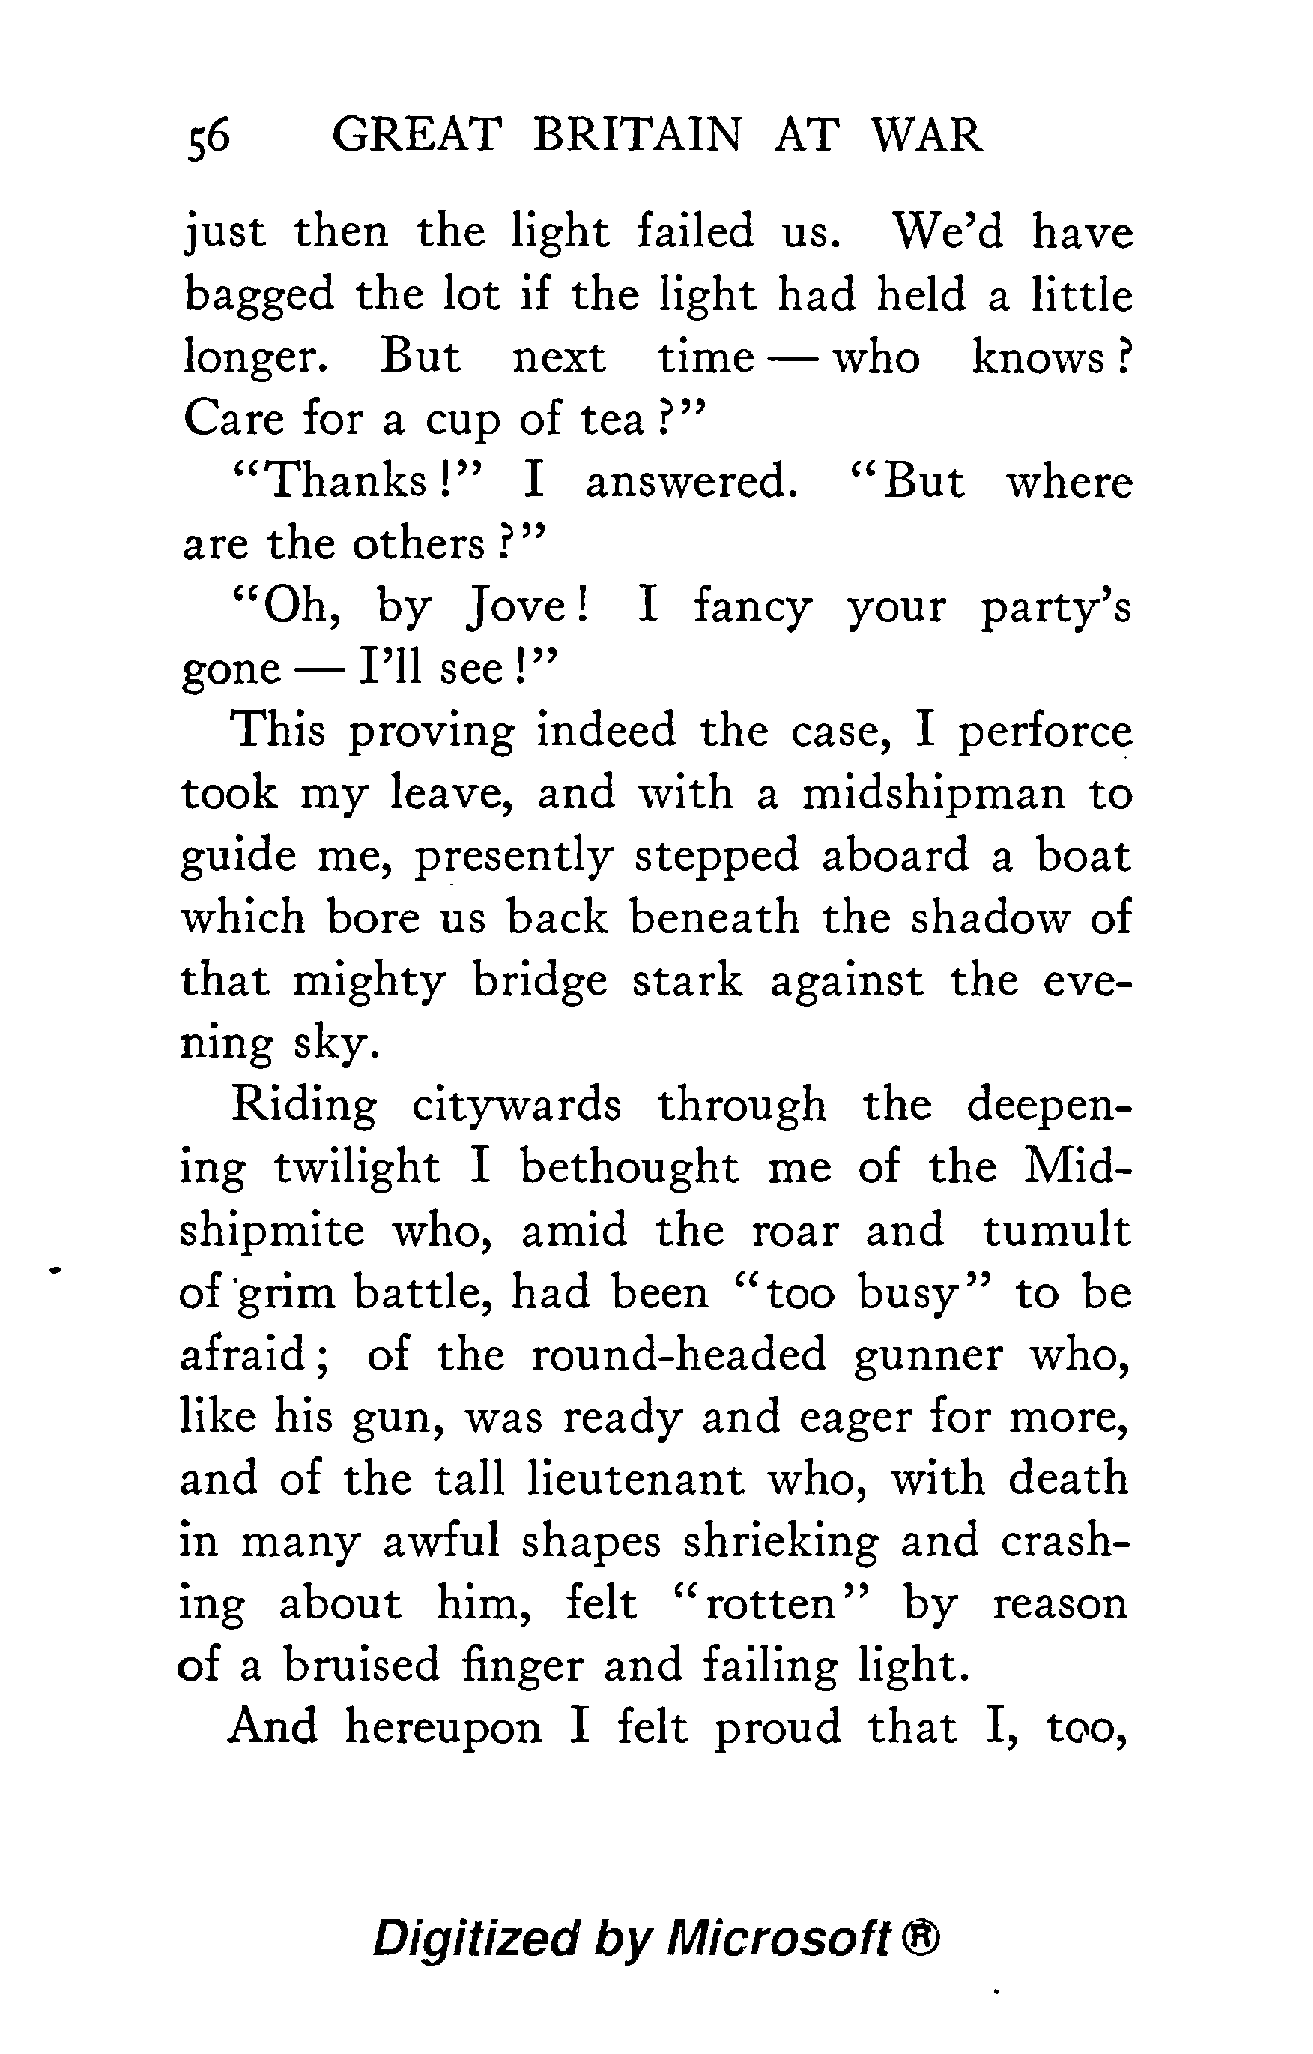 56 GREAT BRITAIN AT WAR
just then the light failed us. We'd have
bagged the lot if the light had held a little
longer. But next time — who knows?
Care for a cup of tea?"
"Thanks!" I answered. "But where
are the others?"
"Oh, by Jove! I fancy your party's
gone — I'll see!"
This proving indeed the case, I perforce
took my leave, and with a midshipman to
guide me, presently stepped aboard a boat
which bore us back beneath the shadow of
that mighty bridge stark against the eve-
ning sky.
Riding citywards through the deepen-
ing twilight I bethought me of the Mid-
shipmite who, amid the roar and tumult
of grim battle, had been "too busy" to be
afraid; of the round-headed gunner who,
like his gun, was ready and eager for more,
and of the tall lieutenant who, with death
in many awful shapes shrieking and crash-
ing about him, felt "rotten" by reason
of a bruised finger and failing light.
And hereupon I felt proud that I, too,
Digitized by Microsoft ®